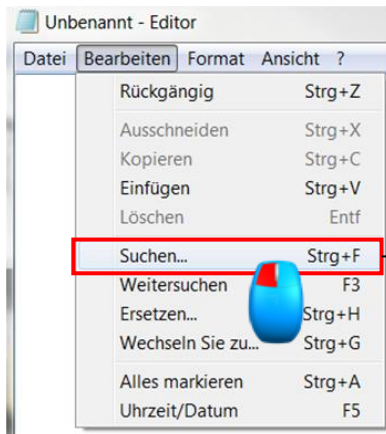 Unbenannt - Editor
Datei Bearbeiten Format Ansicht ?
Rückgängig Strg+Z
Ausschneiden Strg+X
Kopieren Strg+C
Einfügen Strg+V
Löschen Entf
Suchen... Strg+F
Weitersuchen F3
Ersetzen... Strg+H
Wechseln Sie zu... Strg+G
Alles markieren Strg+A
Uhrzeit/Datum F5